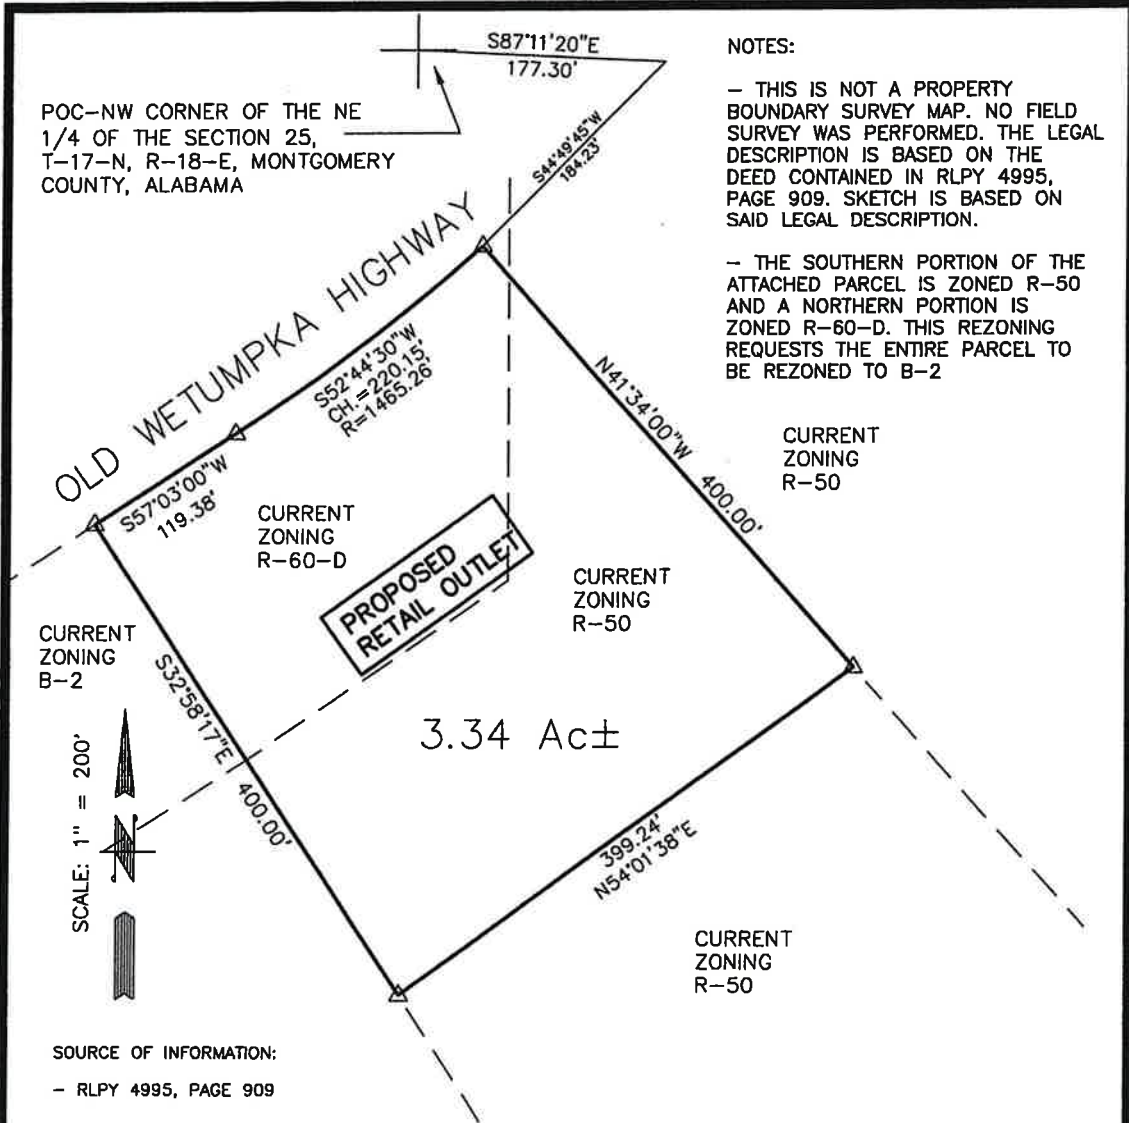 S87°11'20"E
177.30'
NOTES:
– THIS IS NOT A PROPERTY
BOUNDARY SURVEY MAP. NO FIELD
SURVEY WAS PERFORMED. THE LEGAL
DESCRIPTION IS BASED ON THE
DEED CONTAINED IN RLPY 4995,
PAGE 909. SKETCH IS BASED ON
SAID LEGAL DESCRIPTION.
– THE SOUTHERN PORTION OF THE
ATTACHED PARCEL IS ZONED R–50
AND A NORTHERN PORTION IS
ZONED R–60–D. THIS REZONING
REQUESTS THE ENTIRE PARCEL TO
BE REZONED TO B–2
POC–NW CORNER OF THE NE
1/4 OF THE SECTION 25,
T–17–N, R–18–E, MONTGOMERY
COUNTY, ALABAMA
S44°49'45"W
184.23'
OLD WETUMPKA HIGHWAY
S52°44'30"W
CH.=220.15'
R=1465.26'
S57°03'00"W
119.38'
N41°34'00"W 400.00'
CURRENT
ZONING
R–50
CURRENT
ZONING
R–60–D
PROPOSED
RETAIL OUTLET
CURRENT
ZONING
R–50
CURRENT
ZONING
B–2
S32°58'17"E 400.00'
3.34 Ac±
SCALE: 1" = 200'
N
399.24'
N54°01'38"E
CURRENT
ZONING
R–50
SOURCE OF INFORMATION:
– RLPY 4995, PAGE 909